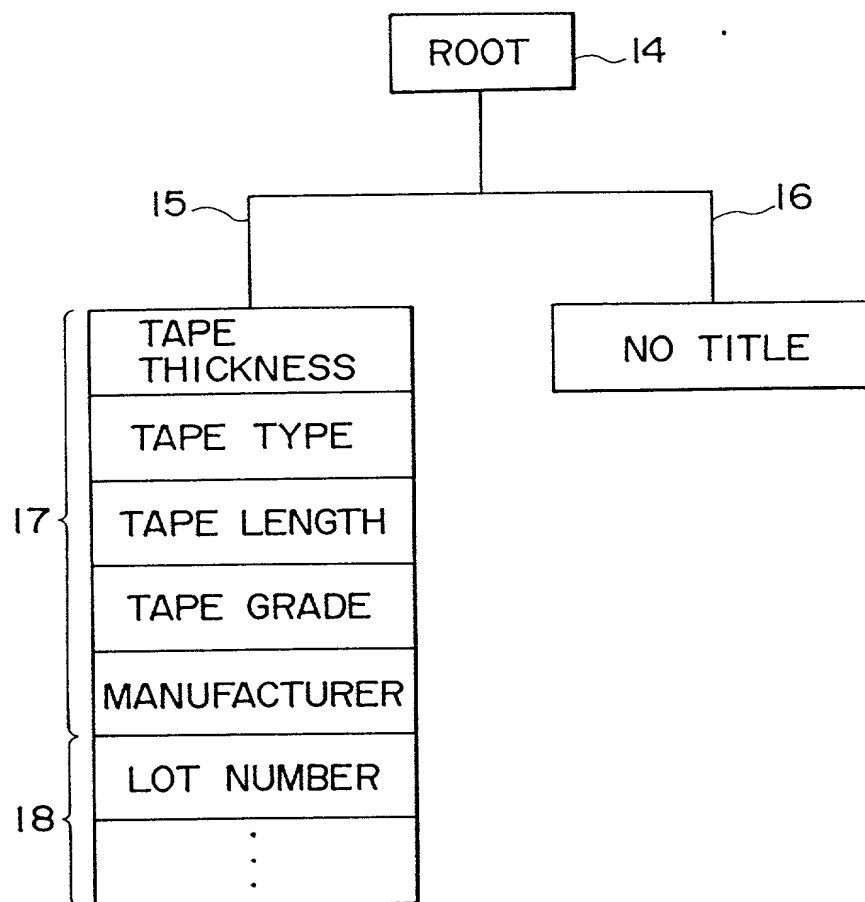 ROOT
14
15
16
TAPE
THICKNESS
NO TITLE
TAPE TYPE
17
TAPE LENGTH
TAPE GRADE
MANUFACTURER
LOT NUMBER
18